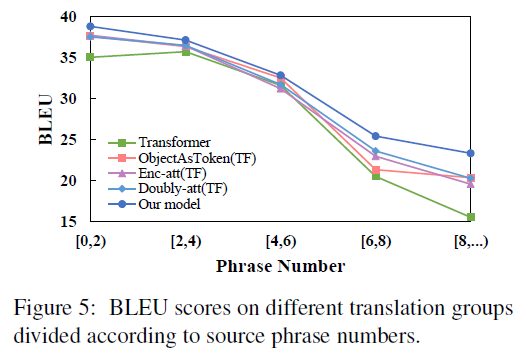 40
35
30
25
20
15
BLEU
Transformer
ObjectAsToken(TF)
Enc-att(TF)
Doubly-att(TF)
Our model
[0,2) [2,4) [4,6) [6,8) [8,...)
Phrase Number
Figure 5: BLEU scores on different translation groups
divided according to source phrase numbers.